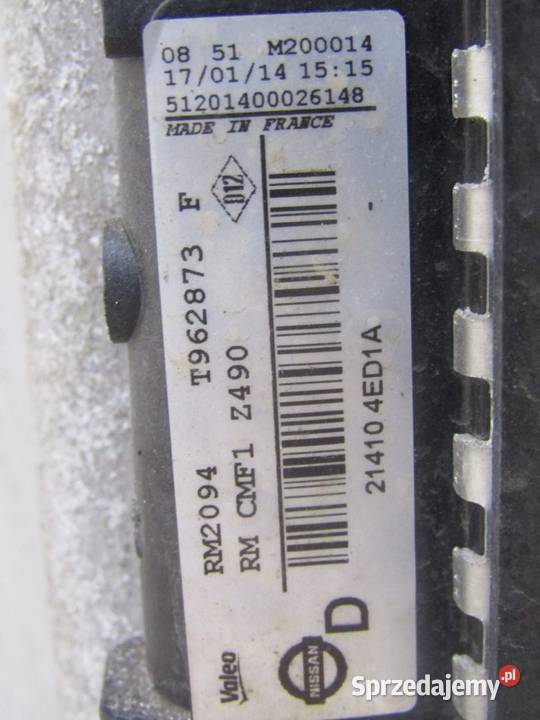 08 51 M200014
17/01/14 15:15
51201400026148
MADE IN FRANCE
RM2094 T962873 F
012
RM CMF1 Z490
21410 4ED1A -
D
Valeo
NISSAN
Sprzedajemy.pl